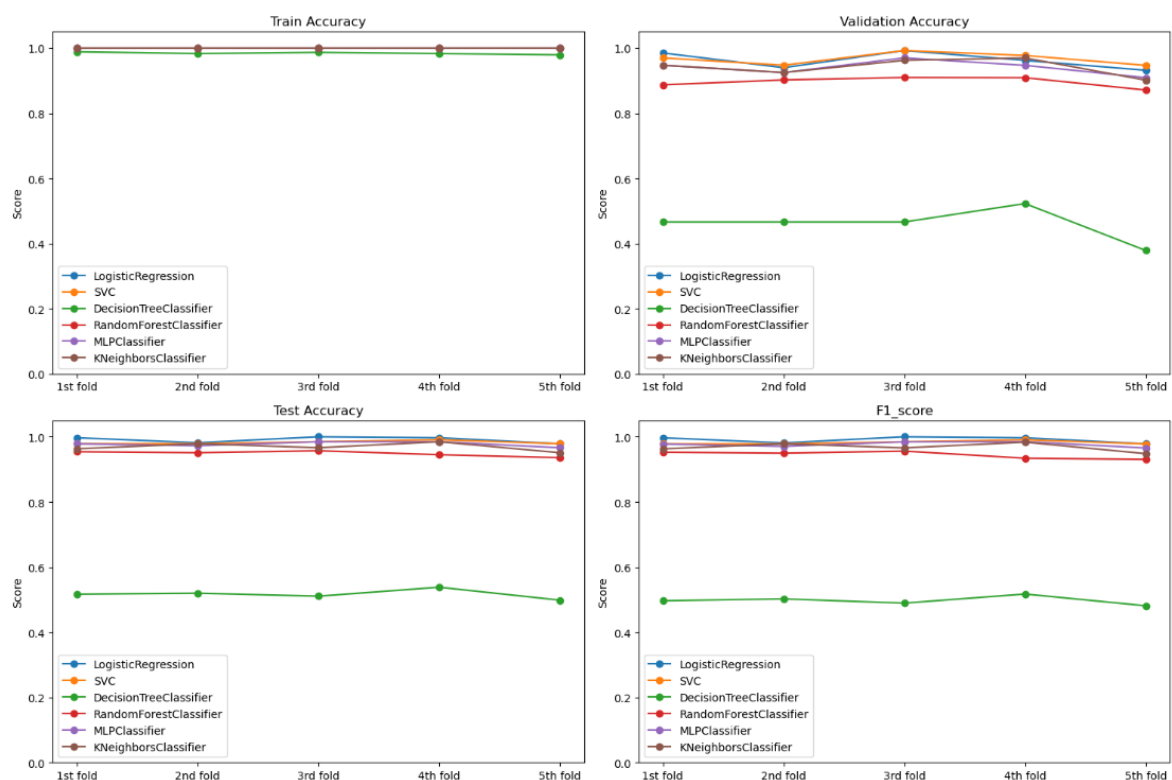 Train Accuracy
Score
1.0
0.8
0.6
0.4
0.2
0.0
LogisticRegression
SVC
DecisionTreeClassifier
RandomForestClassifier
MLPClassifier
KNeighborsClassifier
1st fold 2nd fold 3rd fold 4th fold 5th fold
Validation Accuracy
Score
1.0
0.8
0.6
0.4
0.2
0.0
LogisticRegression
SVC
DecisionTreeClassifier
RandomForestClassifier
MLPClassifier
KNeighborsClassifier
1st fold 2nd fold 3rd fold 4th fold 5th fold
Test Accuracy
Score
1.0
0.8
0.6
0.4
0.2
0.0
LogisticRegression
SVC
DecisionTreeClassifier
RandomForestClassifier
MLPClassifier
KNeighborsClassifier
1st fold 2nd fold 3rd fold 4th fold 5th fold
F1_score
Score
1.0
0.8
0.6
0.4
0.2
0.0
LogisticRegression
SVC
DecisionTreeClassifier
RandomForestClassifier
MLPClassifier
KNeighborsClassifier
1st fold 2nd fold 3rd fold 4th fold 5th fold